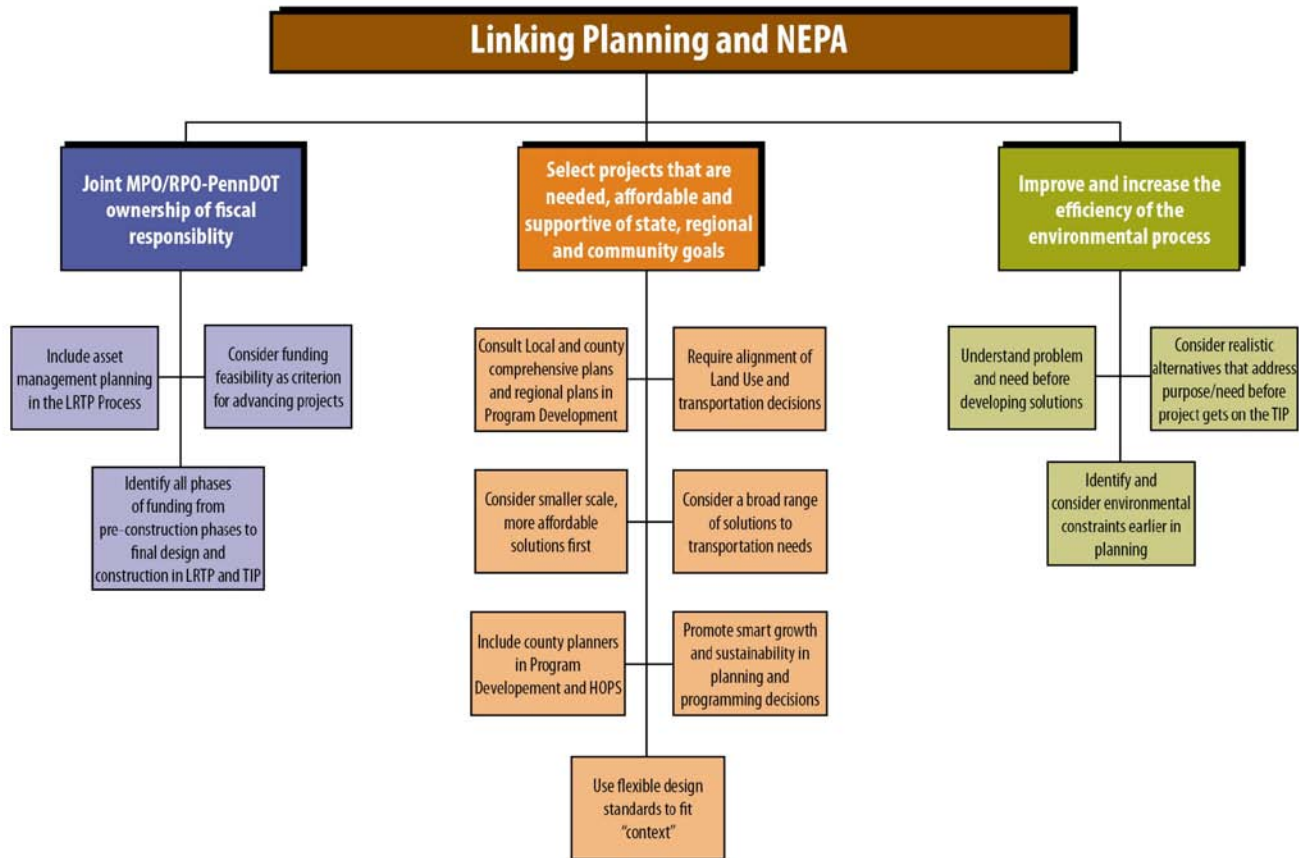 Linking Planning and NEPA
Joint MPO/RPO-PennDOT
ownership of fiscal
responsiblity
Include asset
management planning
in the LRTP Process
Consider funding
feasibility as criterion
for advancing projects
Identify all phases
of funding from
pre-construction phases to
final design and
construction in LRTP and TIP
Select projects that are
needed, affordable and
supportive of state, regional
and community goals
Consult Local and county
comprehensive plans
and regional plans in
Program Development
Require alignment of
Land Use and
transportation decisions
Consider smaller scale,
more affordable
solutions first
Consider a broad range
of solutions to
transportation needs
Include county planners
in Program
Developement and HOPS
Promote smart growth
and sustainability in
planning and
programming decisions
Use flexible design
standards to fit
“context”
Improve and increase the
efficiency of the
environmental process
Understand problem
and need before
developing solutions
Consider realistic
alternatives that address
purpose/need before
project gets on the TIP
Identify and
consider environmental
constraints earlier in
planning